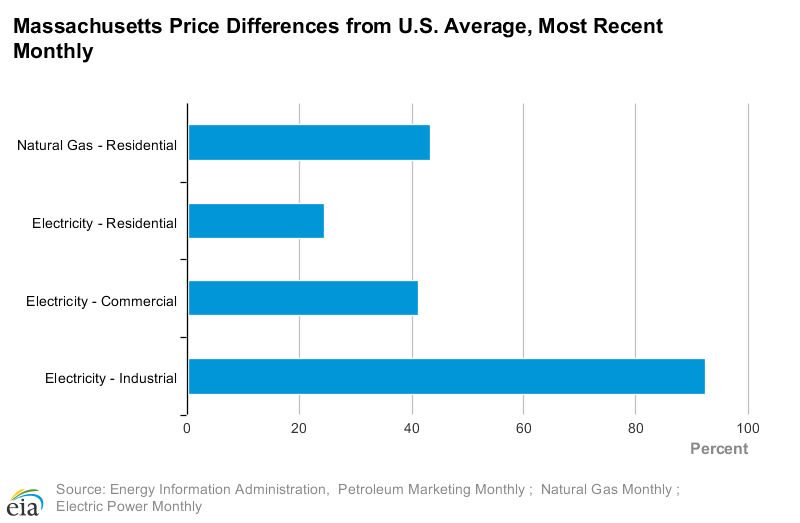 Massachusetts Price Differences from U.S. Average, Most Recent
Monthly
Natural Gas - Residential
Electricity - Residential
Electricity - Commercial
Electricity - Industrial
0 20 40 60 80 100
Percent
eia
Source: Energy Information Administration, Petroleum Marketing Monthly ; Natural Gas Monthly ;
Electric Power Monthly